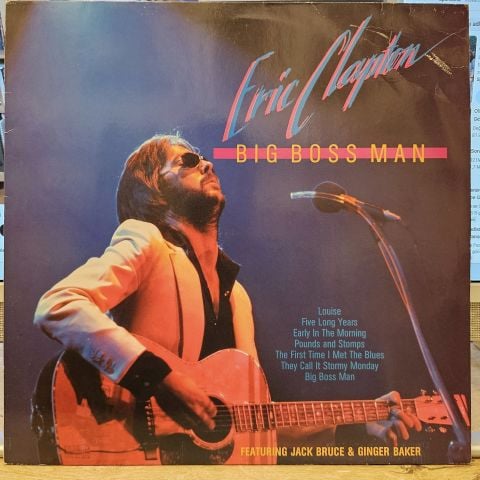 Eric Clapton
BIG BOSS MAN
Louise
Five Long Years
Early In The Morning
Pounds and Stomps
The First Time I Met The Blues
They Call It Stormy Monday
Big Boss Man
FEATURING JACK BRUCE & GINGER BAKER